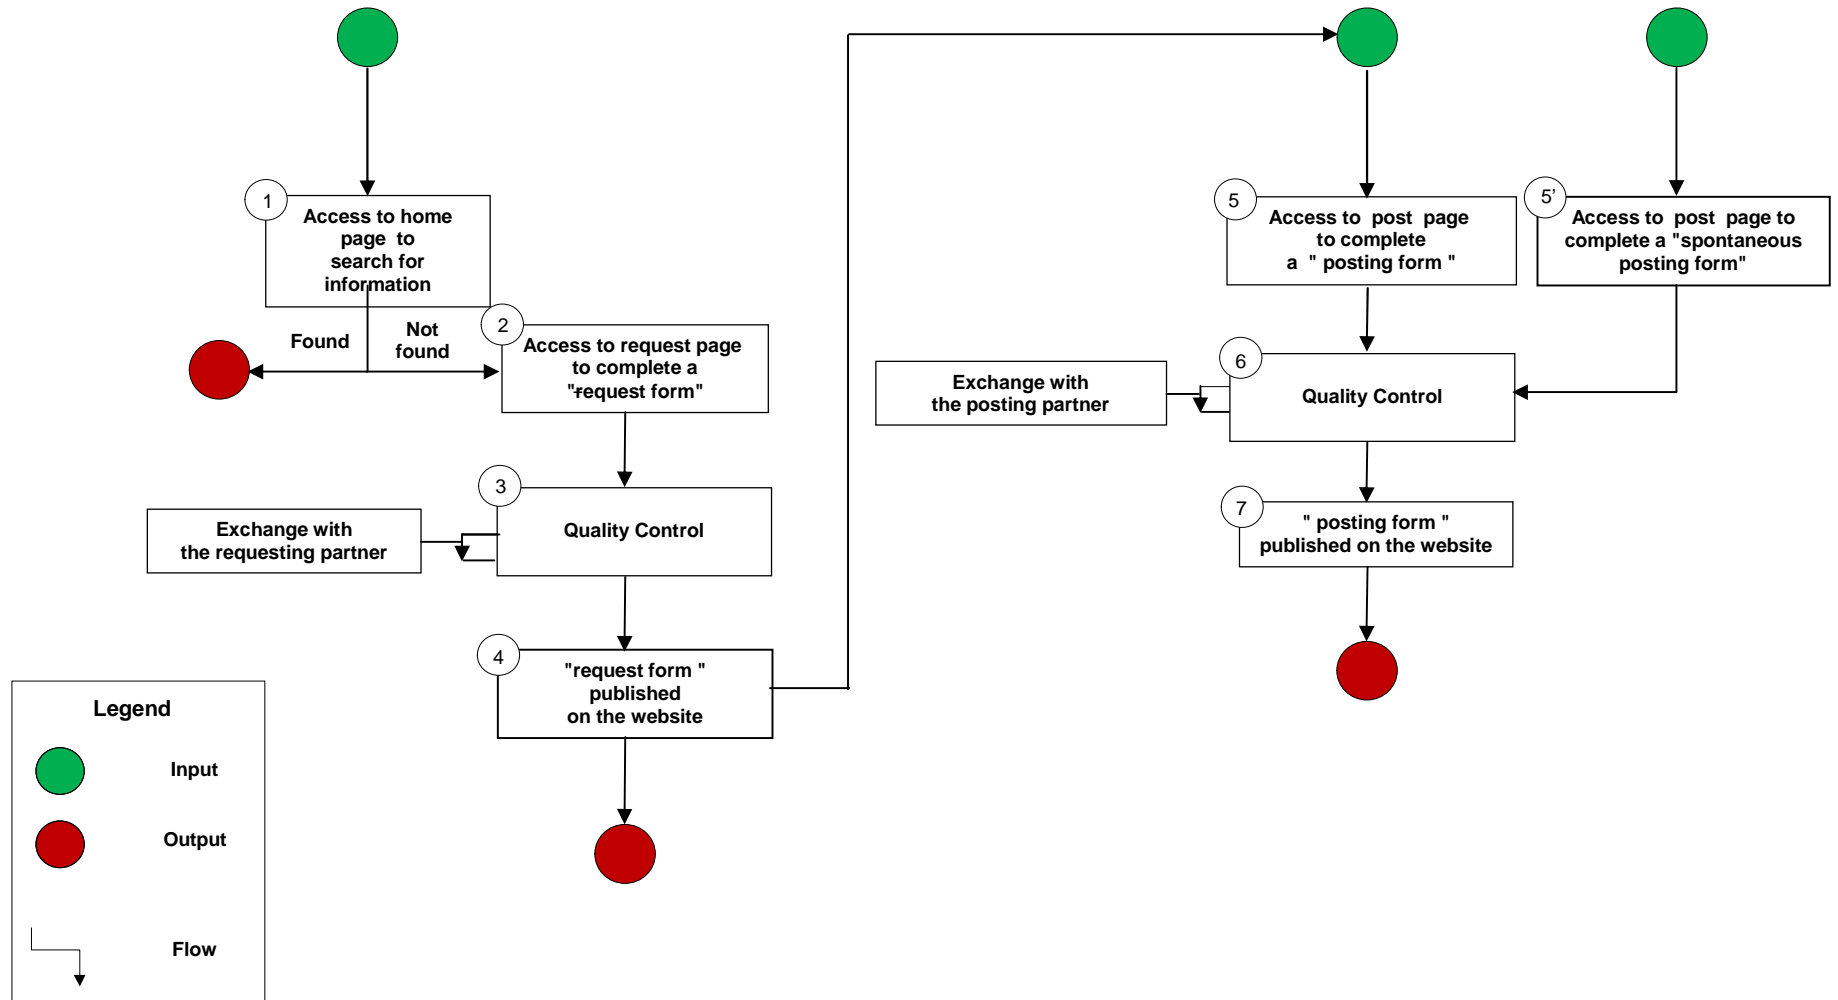 1
Access to home
page to
search for
information
Found
Not
found
2
Access to request page
to complete a
"request form"
3
Quality Control
Exchange with
the requesting partner
4
"request form "
published
on the website
5
Access to post page
to complete
a " posting form "
5'
Access to post page to
complete a "spontaneous
posting form"
6
Quality Control
Exchange with
the posting partner
7
" posting form "
published on the website
Legend
Input
Output
Flow